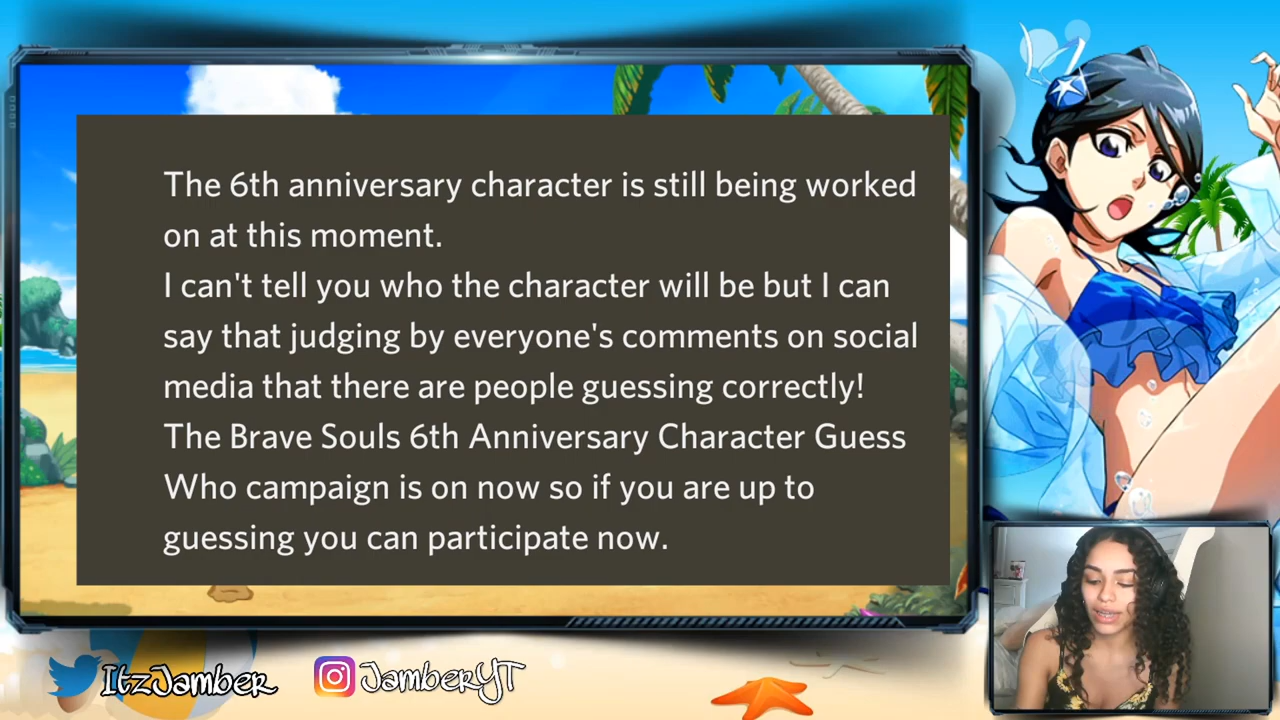 The 6th anniversary character is still being worked
on at this moment.
I can't tell you who the character will be but I can
say that judging by everyone's comments on social
media that there are people guessing correctly!
The Brave Souls 6th Anniversary Character Guess
Who campaign is on now so if you are up to
guessing you can participate now.
ItzJamber
JamberYT